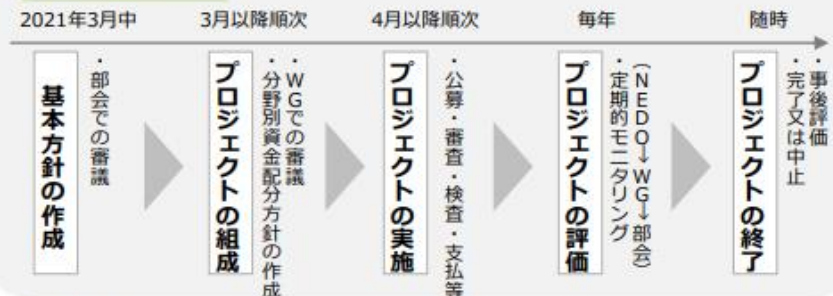 2021年3月中
3月以降順次
4月以降順次
毎年
随時
基本方針の作成
・部会での審議
プロジェクトの組成
・WGでの審議
・分野別資金配分方針の作成
プロジェクトの実施
・公募・審査・検査・支払等
プロジェクトの評価
（NEDO→WG→部会）
・定期的モニタリング
プロジェクトの終了
・事後評価
・完了又は中止